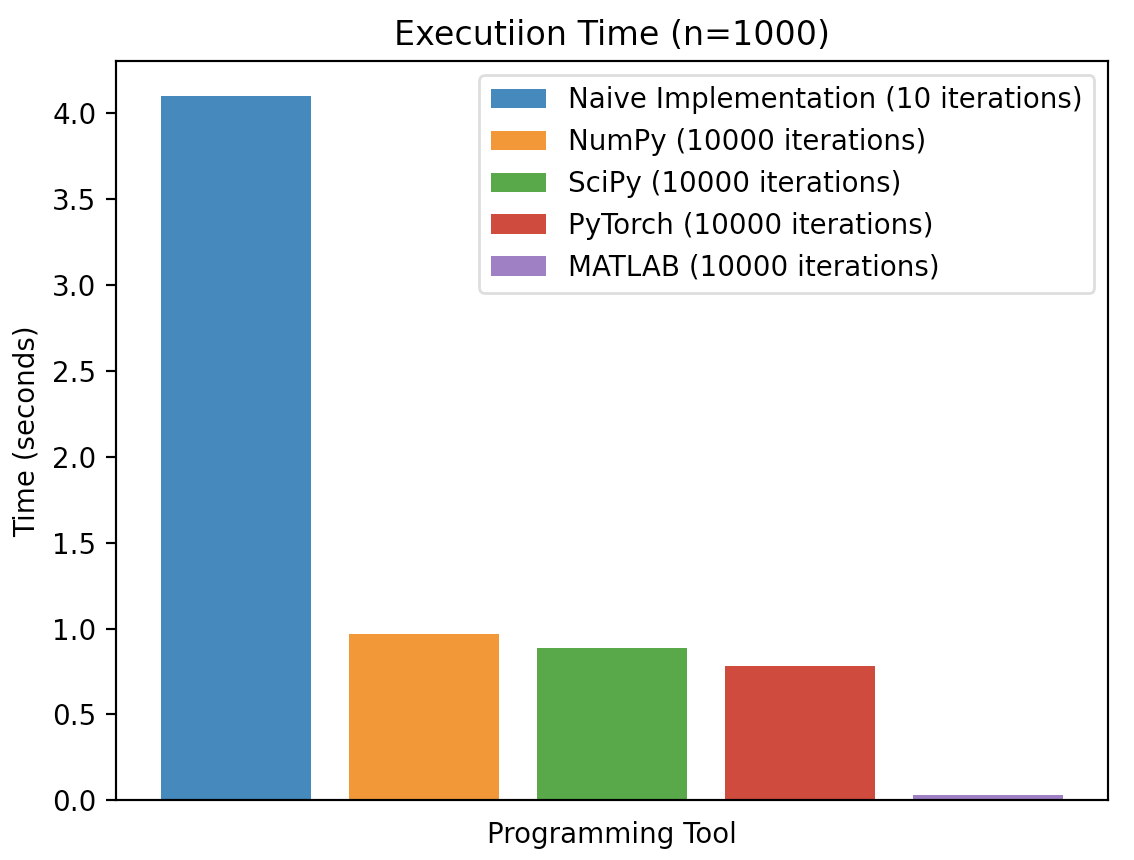 Executiion Time (n=1000)
Naive Implementation (10 iterations)
NumPy (10000 iterations)
SciPy (10000 iterations)
PyTorch (10000 iterations)
MATLAB (10000 iterations)
4.0
3.5
3.0
2.5
2.0
1.5
1.0
0.5
0.0
Time (seconds)
Programming Tool